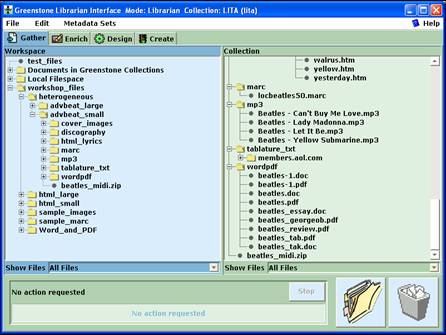 Greenstone Librarian Interface Mode: Librarian Collection: LITA (lita)
File Edit Metadata Sets Help
Gather Enrich Design Create
Workspace
test_files
Documents in Greenstone Collections
Local Filespace
workshop_files
heterogeneous
advbeat_large
advbeat_small
cover_images
discography
html_lyrics
marc
mp3
tablature_txt
wordpdf
beatles_midi.zip
html_large
html_small
sample_images
sample_marc
Word_and_PDF
Show Files All Files
Collection
walrus.htm
yellow.htm
yesterday.htm
marc
locbeatles50.marc
mp3
Beatles - Can't Buy Me Love.mp3
Beatles - Lady Madonna.mp3
Beatles - Let It Be.mp3
Beatles - Yellow Submarine.mp3
tablature_txt
members.aol.com
wordpdf
beatles-1.doc
beatles-1.pdf
beatles.doc
beatles.pdf
beatles_essay.doc
beatles_georgeob.pdf
beatles_review.pdf
beatles_tab.pdf
beatles_tak.doc
beatles_midi.zip
Show Files All Files
No action requested
Stop
No action requested